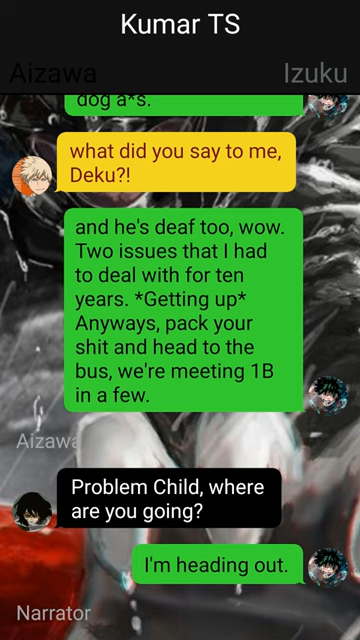 Kumar TS
Aizawa
Izuku
dog a*s.
what did you say to me,
Deku?!
and he's deaf too, wow.
Two issues that I had
to deal with for ten
years. *Getting up*
Anyways, pack your
shit and head to the
bus, we're meeting 1B
in a few.
Aizawa
Problem Child, where
are you going?
I'm heading out.
Narrator